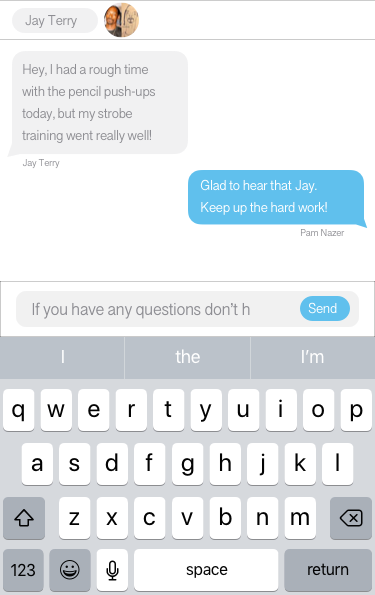 Jay Terry
Hey, I had a rough time
with the pencil push-ups
today, but my strobe
training went really well!
Jay Terry
Glad to hear that Jay.
Keep up the hard work!
Pam Nazer
If you have any questions don't h
Send
I the I'm
q w e r t y u i o p
a s d f g h j k l
z x c v b n m
123 space return